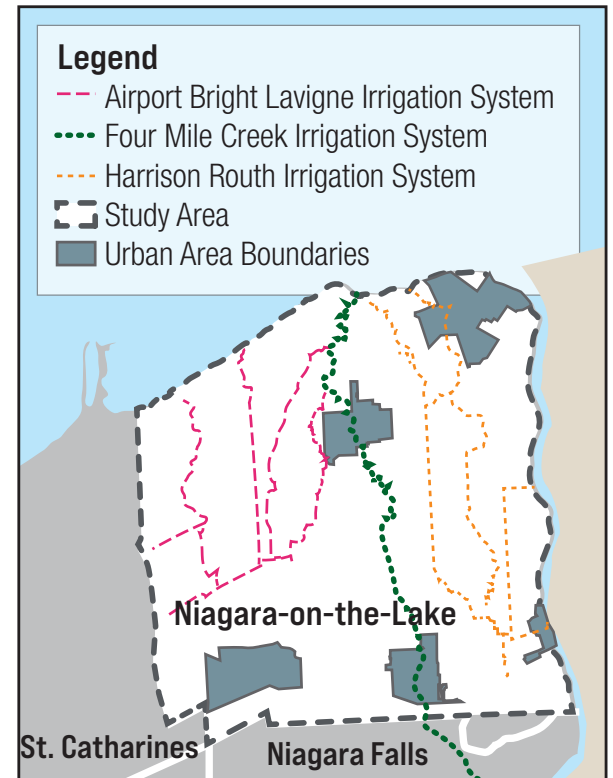 Legend
Airport Bright Lavigne Irrigation System
Four Mile Creek Irrigation System
Harrison Routh Irrigation System
Study Area
Urban Area Boundaries
Niagara-on-the-Lake
St. Catharines
Niagara Falls